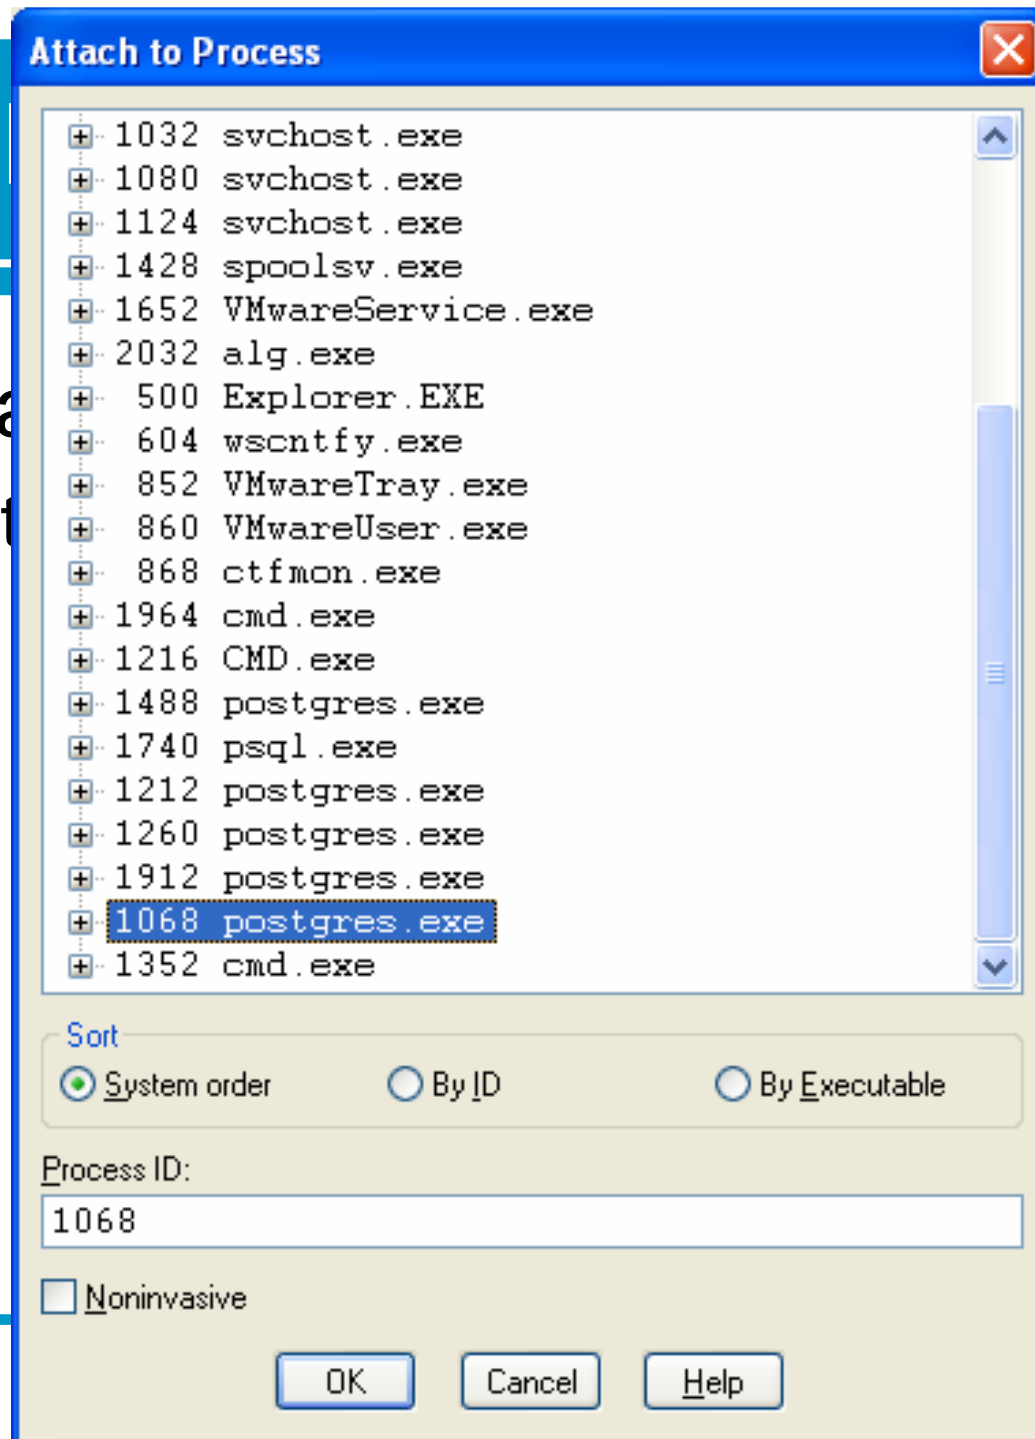 Attach to Process
1032 svchost.exe
1080 svchost.exe
1124 svchost.exe
1428 spoolsv.exe
1652 VMwareService.exe
2032 alg.exe
500 Explorer.EXE
604 wscntfy.exe
852 VMwareTray.exe
860 VMwareUser.exe
868 ctfmon.exe
1964 cmd.exe
1216 CMD.exe
1488 postgres.exe
1740 psql.exe
1212 postgres.exe
1260 postgres.exe
1912 postgres.exe
1068 postgres.exe
1352 cmd.exe
Sort
System order By ID By Executable
Process ID:
1068
Noninvasive
OK Cancel Help